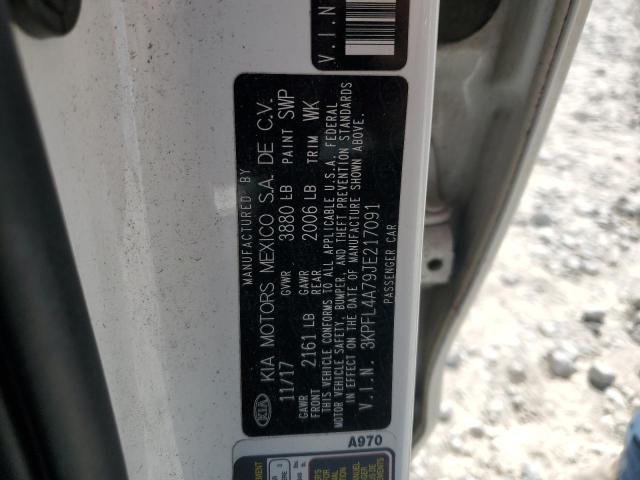 MANUFACTURED BY
KIA KIA MOTORS MEXICO S.A. DE C.V.
11/17 GVWR 3880 LB PAINT SWP
GAWR FRONT 2161 LB GAWR REAR 2006 LB TRIM WK
THIS VEHICLE CONFORMS TO ALL APPLICABLE U.S.A. FEDERAL
MOTOR VEHICLE SAFETY, BUMPER, AND THEFT PREVENTION STANDARDS
IN EFFECT ON THE DATE OF MANUFACTURE SHOWN ABOVE.
V.I.N. 3KPFL4A79JE217091
PASSENGER CAR
V.I.N
A970